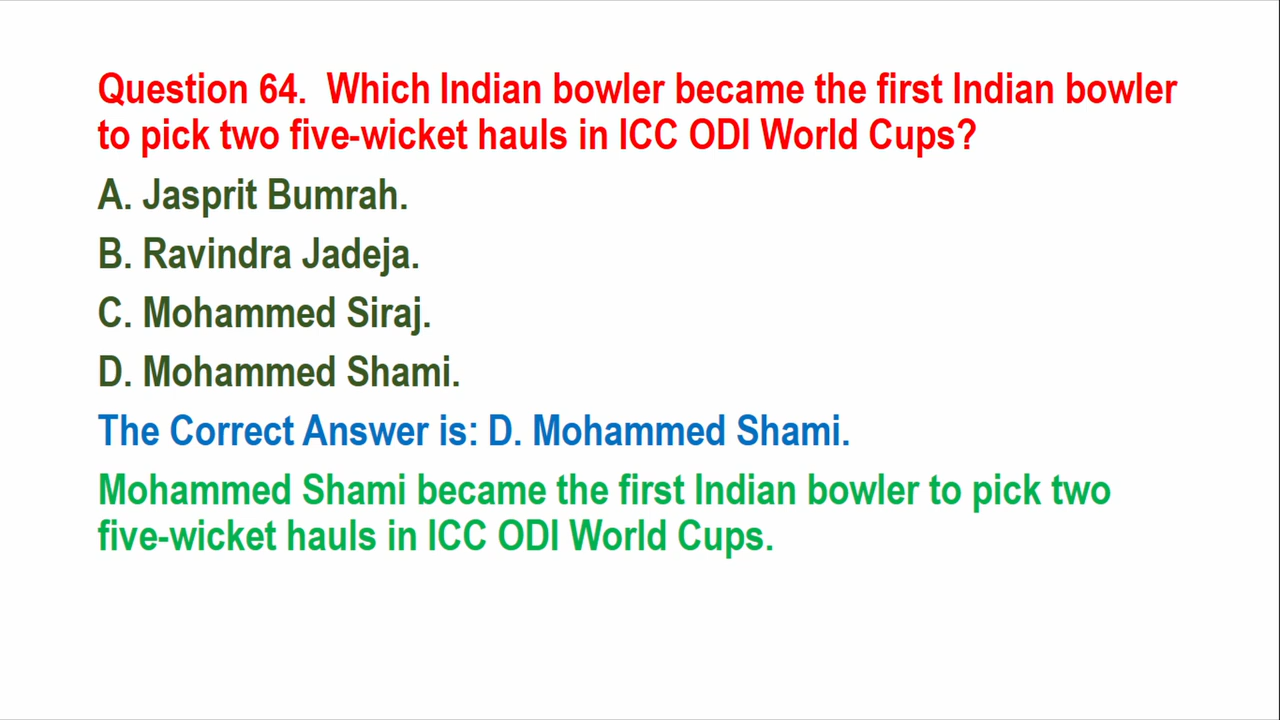 Question 64.  Which Indian bowler became the first Indian bowler
to pick two five-wicket hauls in ICC ODI World Cups?
A. Jasprit Bumrah.
B. Ravindra Jadeja.
C. Mohammed Siraj.
D. Mohammed Shami.
The Correct Answer is: D. Mohammed Shami.
Mohammed Shami became the first Indian bowler to pick two
five-wicket hauls in ICC ODI World Cups.